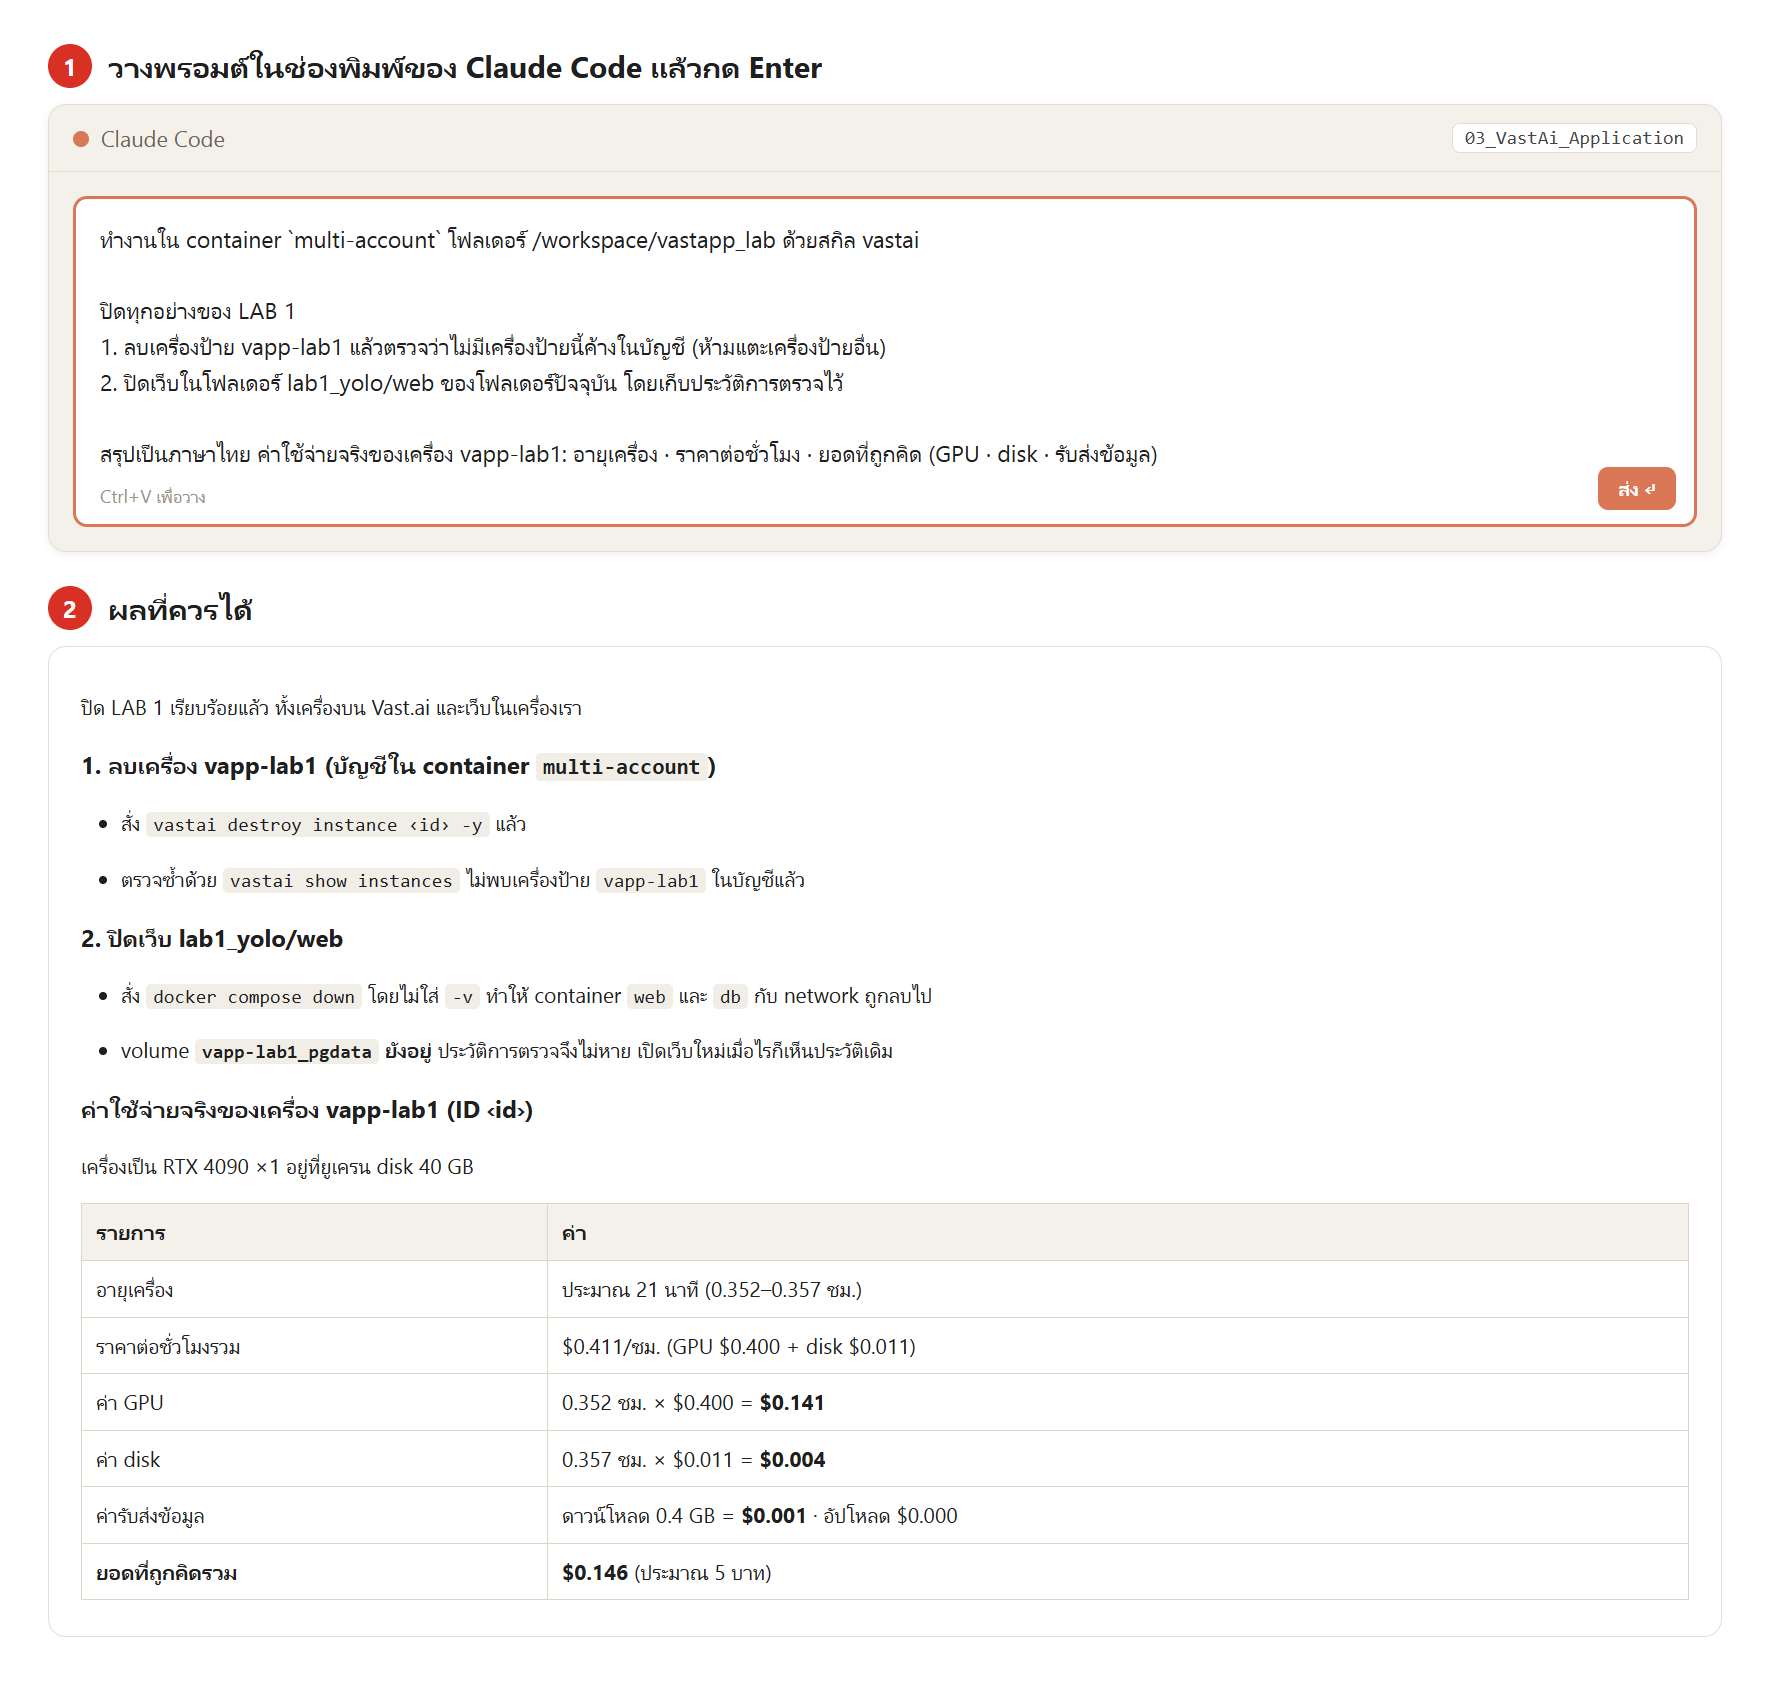 1 วางพรอมต์ในช่องพิมพ์ของ Claude Code แล้วกด Enter
Claude Code
03_VastAi_Application
ทำงานใน container `multi-account` โฟลเดอร์ /workspace/vastapp_lab ด้วยสกิล vastai
ปิดทุกอย่างของ LAB 1
1. ลบเครื่องป้าย vapp-lab1 แล้วตรวจว่าไม่มีเครื่องป้ายนี้ค้างในบัญชี (ห้ามแตะเครื่องป้ายอื่น)
2. ปิดเว็บในโฟลเดอร์ lab1_yolo/web ของโฟลเดอร์ปัจจุบัน โดยเก็บประวัติการตรวจไว้
สรุปเป็นภาษาไทย ค่าใช้จ่ายจริงของเครื่อง vapp-lab1: อายุเครื่อง · ราคาต่อชั่วโมง · ยอดที่ถูกคิด (GPU · disk · รับส่งข้อมูล)
Ctrl+V เพื่อวาง
ส่ง ↵
2 ผลที่ควรได้
ปิด LAB 1 เรียบร้อยแล้ว ทั้งเครื่องบน Vast.ai และเว็บในเครื่องเรา
1. ลบเครื่อง vapp-lab1 (บัญชีใน container multi-account)
• สั่ง vastai destroy instance ‹id› -y แล้ว
• ตรวจซ้ำด้วย vastai show instances ไม่พบเครื่องป้าย vapp-lab1 ในบัญชีแล้ว
2. ปิดเว็บ lab1_yolo/web
• สั่ง docker compose down โดยไม่ใส่ -v ทำให้ container web และ db กับ network ถูกลบไป
• volume vapp-lab1_pgdata ยังอยู่ ประวัติการตรวจจึงไม่หาย เปิดเว็บใหม่เมื่อไรก็เห็นประวัติเดิม
ค่าใช้จ่ายจริงของเครื่อง vapp-lab1 (ID ‹id›)
เครื่องเป็น RTX 4090 ×1 อยู่ที่ยูเครน disk 40 GB
รายการ ค่า
อายุเครื่อง ประมาณ 21 นาที (0.352–0.357 ชม.)
ราคาต่อชั่วโมงรวม $0.411/ชม. (GPU $0.400 + disk $0.011)
ค่า GPU 0.352 ชม. × $0.400 = $0.141
ค่า disk 0.357 ชม. × $0.011 = $0.004
ค่ารับส่งข้อมูล ดาวน์โหลด 0.4 GB = $0.001 · อัปโหลด $0.000
ยอดที่ถูกคิดรวม $0.146 (ประมาณ 5 บาท)